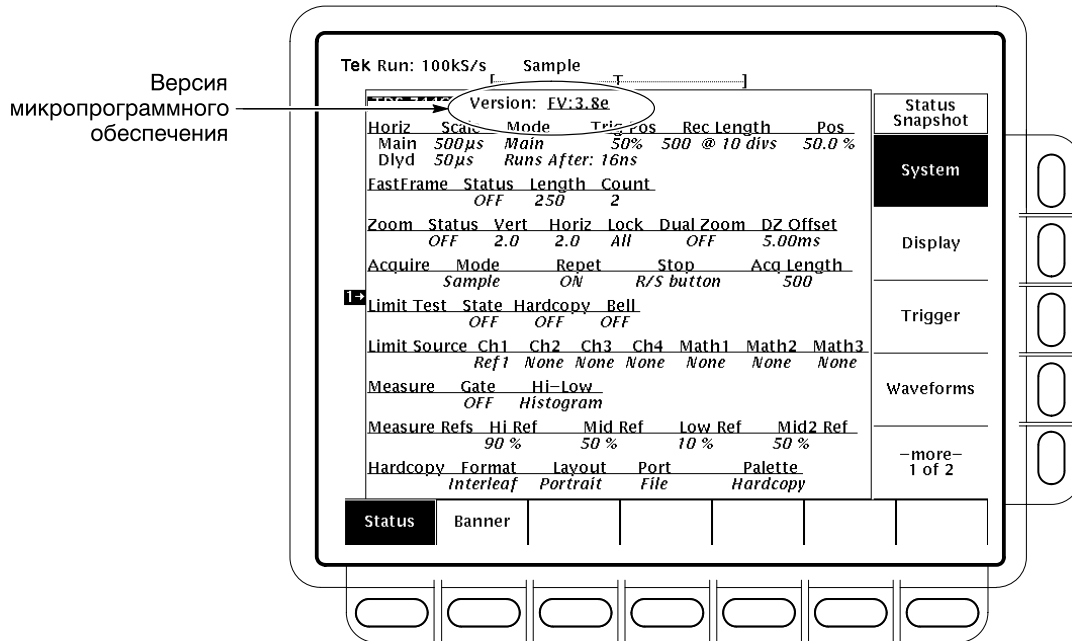 Версия
микропрограммного
обеспечения
Tek Run: 100kS/s Sample
[ T ]
Version: FV:3.8e
Horiz Scale Mode Trig Pos Rec Length Pos
Main 500µs Main 50% 500 @ 10 divs 50.0 %
Dlyd 50µs Runs After: 16ns
FastFrame Status Length Count
OFF 250 2
Zoom Status Vert Horiz Lock Dual Zoom DZ Offset
OFF 2.0 2.0 All OFF 5.00ms
Acquire Mode Repet Stop Acq Length
Sample ON R/S button 500
1→
Limit Test State Hardcopy Bell
OFF OFF OFF
Limit Source Ch1 Ch2 Ch3 Ch4 Math1 Math2 Math3
Ref1 None None None None None None
Measure Gate Hi-Low
OFF Histogram
Measure Refs Hi Ref Mid Ref Low Ref Mid2 Ref
90 % 50 % 10 % 50 %
Hardcopy Format Layout Port Palette
Interleaf Portrait File Hardcopy
Status
Snapshot
System
Display
Trigger
Waveforms
-more-
1 of 2
Status Banner